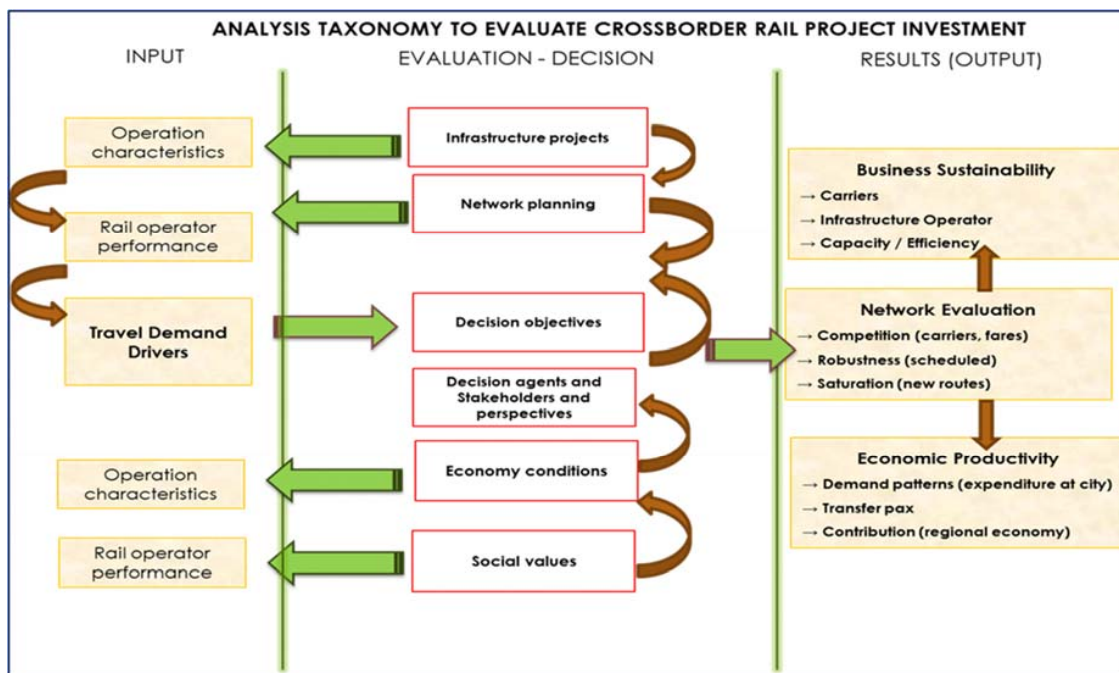 ANALYSIS TAXONOMY TO EVALUATE CROSSBORDER RAIL PROJECT INVESTMENT
INPUT
EVALUATION - DECISION
RESULTS (OUTPUT)
Operation
characteristics
Rail operator
performance
Travel Demand
Drivers
Operation
characteristics
Rail operator
performance
Infrastructure projects
Network planning
Decision objectives
Decision agents and
Stakeholders and
perspectives
Economy conditions
Social values
Business Sustainability
→ Carriers
→ Infrastructure Operator
→ Capacity / Efficiency
Network Evaluation
→ Competition (carriers, fares)
→ Robustness (scheduled)
→ Saturation (new routes)
Economic Productivity
→ Demand patterns (expenditure at city)
→ Transfer pax
→ Contribution (regional economy)